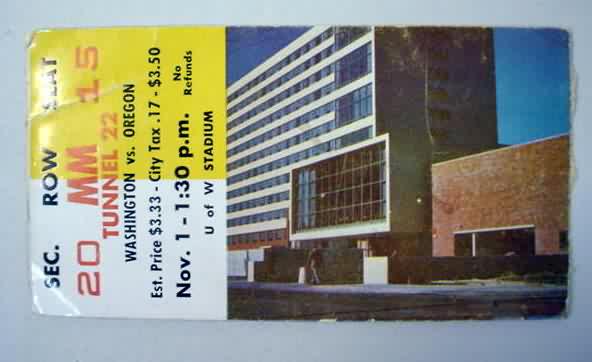 SEC. ROW SEAT
20 MM 15
TUNNEL 22
WASHINGTON vs. OREGON
Est. Price $3.33 - City Tax .17 - $3.50
Nov. 1 - 1:30 p.m. No Refunds
U of W STADIUM